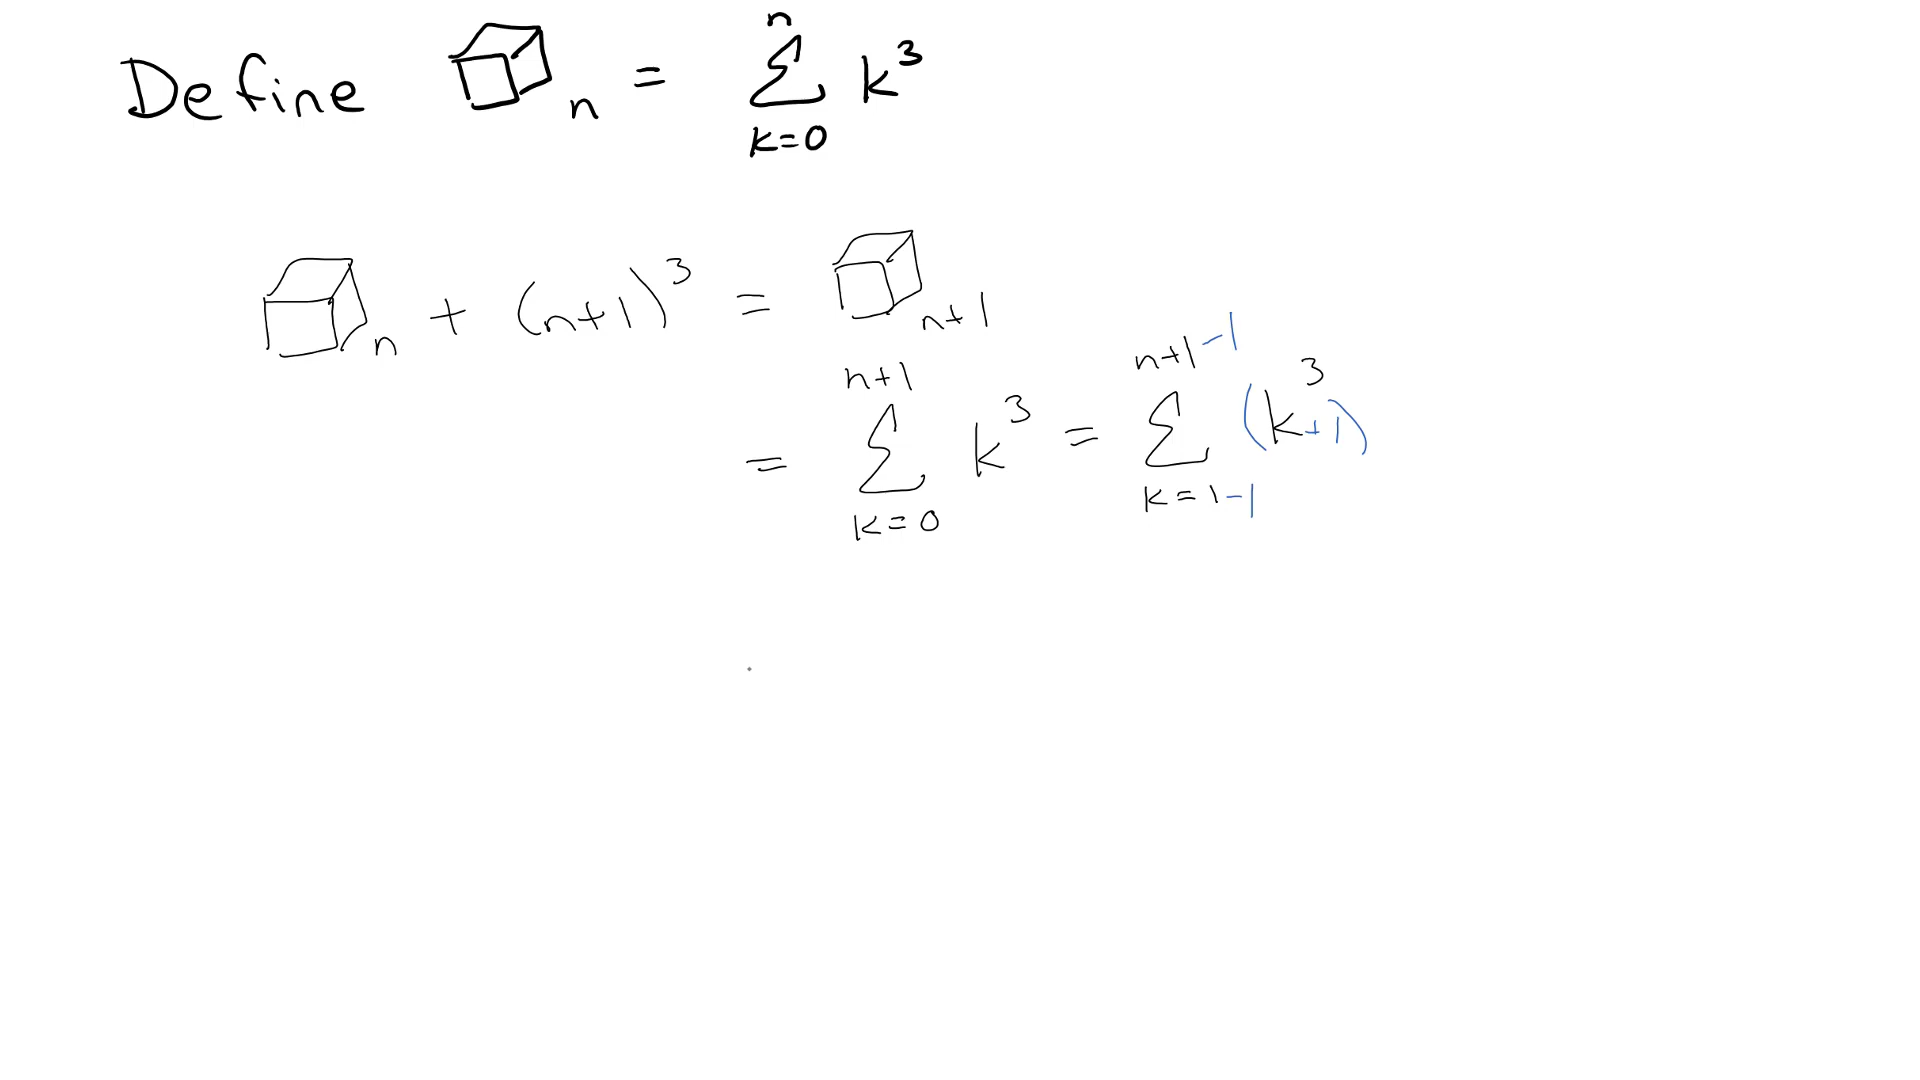 Define □ₙ = ∑_{k=0}^{n} k³
□ₙ + (n+1)³ = □ₙ₊₁
= ∑_{k=0}^{n+1} k³ = ∑_{k=1-1}^{n+1-1} (k+1)³